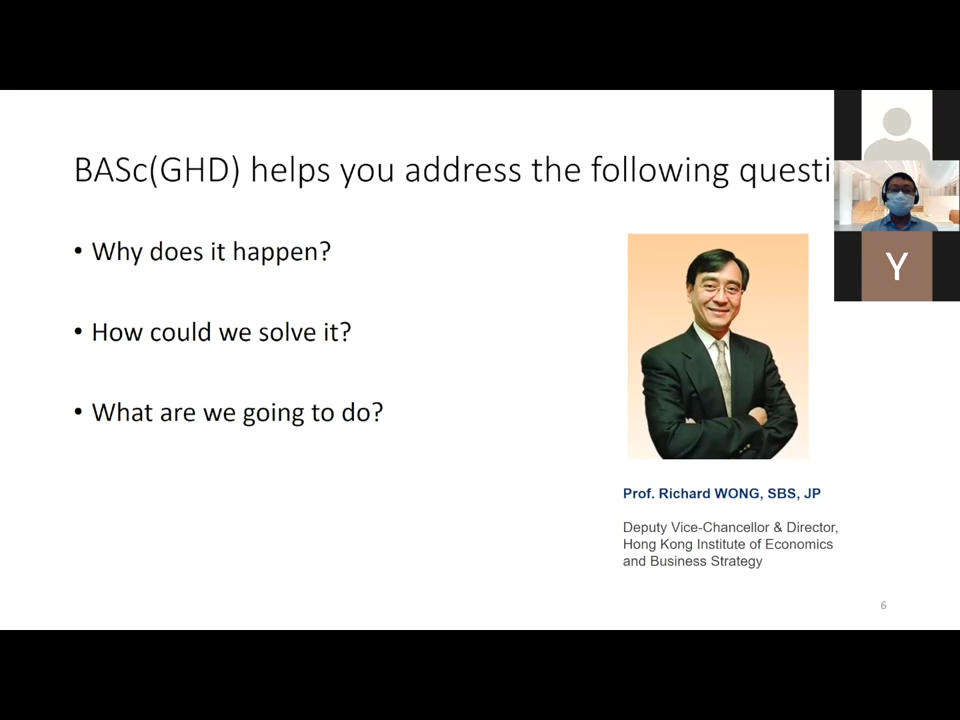 BASc(GHD) helps you address the following questi
• Why does it happen?
• How could we solve it?
• What are we going to do?
Prof. Richard WONG, SBS, JP
Deputy Vice-Chancellor & Director,
Hong Kong Institute of Economics
and Business Strategy
6
Y